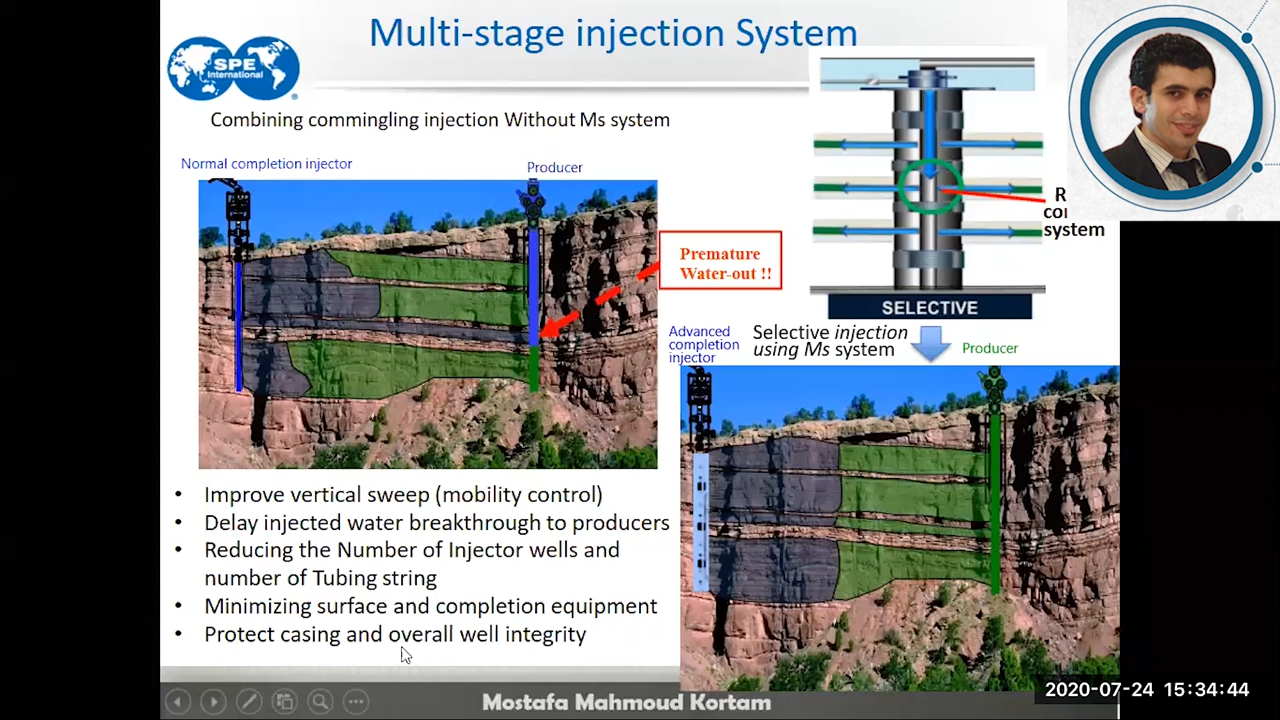 Multi-stage injection System
SPE
International
Combining commingling injection Without Ms system
Normal completion injector
Producer
Premature
Water-out !!
R
col
system
SELECTIVE
Advanced
completion
injector
Selective injection
using Ms system
Producer
• Improve vertical sweep (mobility control)
• Delay injected water breakthrough to producers
• Reducing the Number of Injector wells and
number of Tubing string
• Minimizing surface and completion equipment
• Protect casing and overall well integrity
Mostafa Mahmoud Kortam
2020-07-24 15:34:44